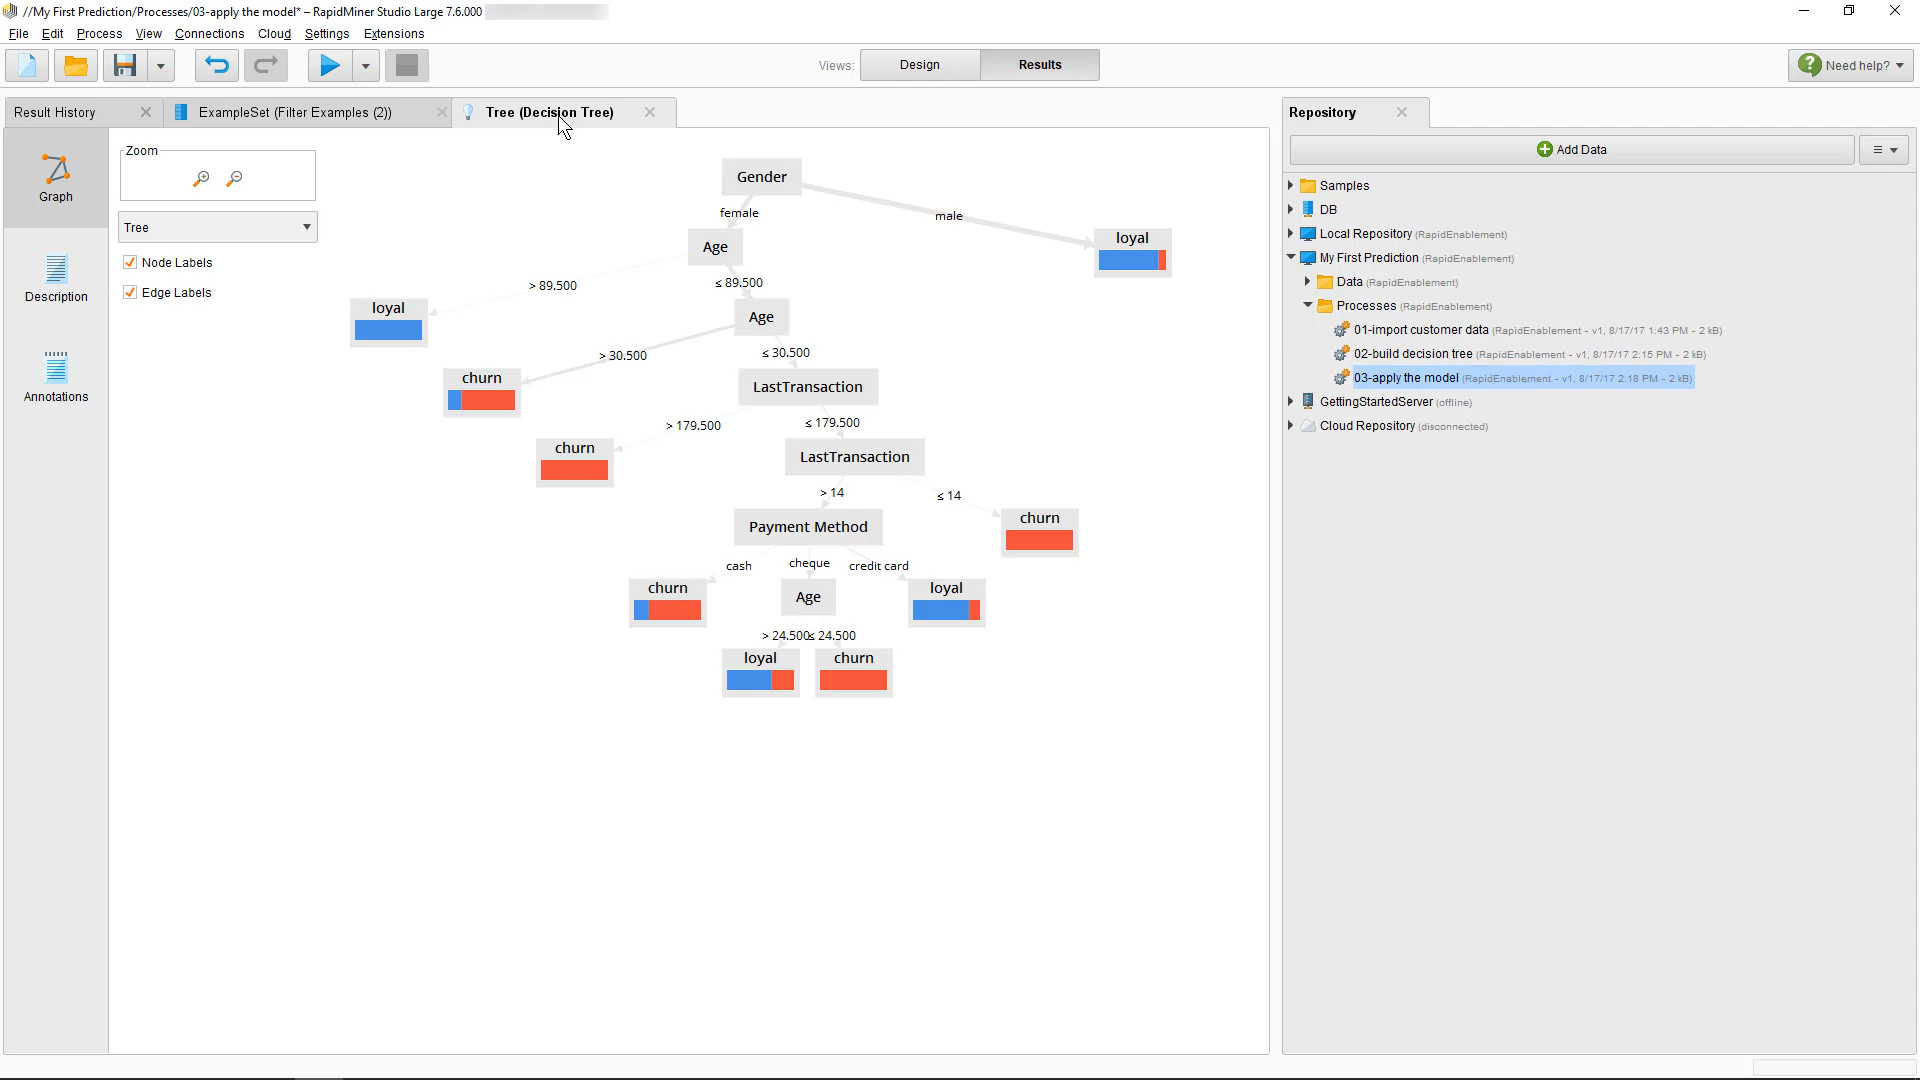 //My First Prediction/Processes/03-apply the model* – RapidMiner Studio Large 7.6.000
File Edit Process View Connections Cloud Settings Extensions
Views: Design Results Need help?
Result History ExampleSet (Filter Examples (2)) Tree (Decision Tree)
Graph
Description
Annotations
Zoom
Tree
Node Labels
Edge Labels
Gender
female male
Age loyal
> 89.500 ≤ 89.500
loyal Age
> 30.500 ≤ 30.500
churn LastTransaction
> 179.500 ≤ 179.500
churn LastTransaction
> 14 ≤ 14
Payment Method churn
cash cheque credit card
churn Age loyal
> 24.500 ≤ 24.500
loyal churn
Repository
Add Data
Samples
DB
Local Repository (RapidEnablement)
My First Prediction (RapidEnablement)
Data (RapidEnablement)
Processes (RapidEnablement)
01-import customer data (RapidEnablement – v1, 8/17/17 1:43 PM – 2 kB)
02-build decision tree (RapidEnablement – v1, 8/17/17 2:15 PM – 2 kB)
03-apply the model (RapidEnablement – v1, 8/17/17 2:18 PM – 2 kB)
GettingStartedServer (offline)
Cloud Repository (disconnected)